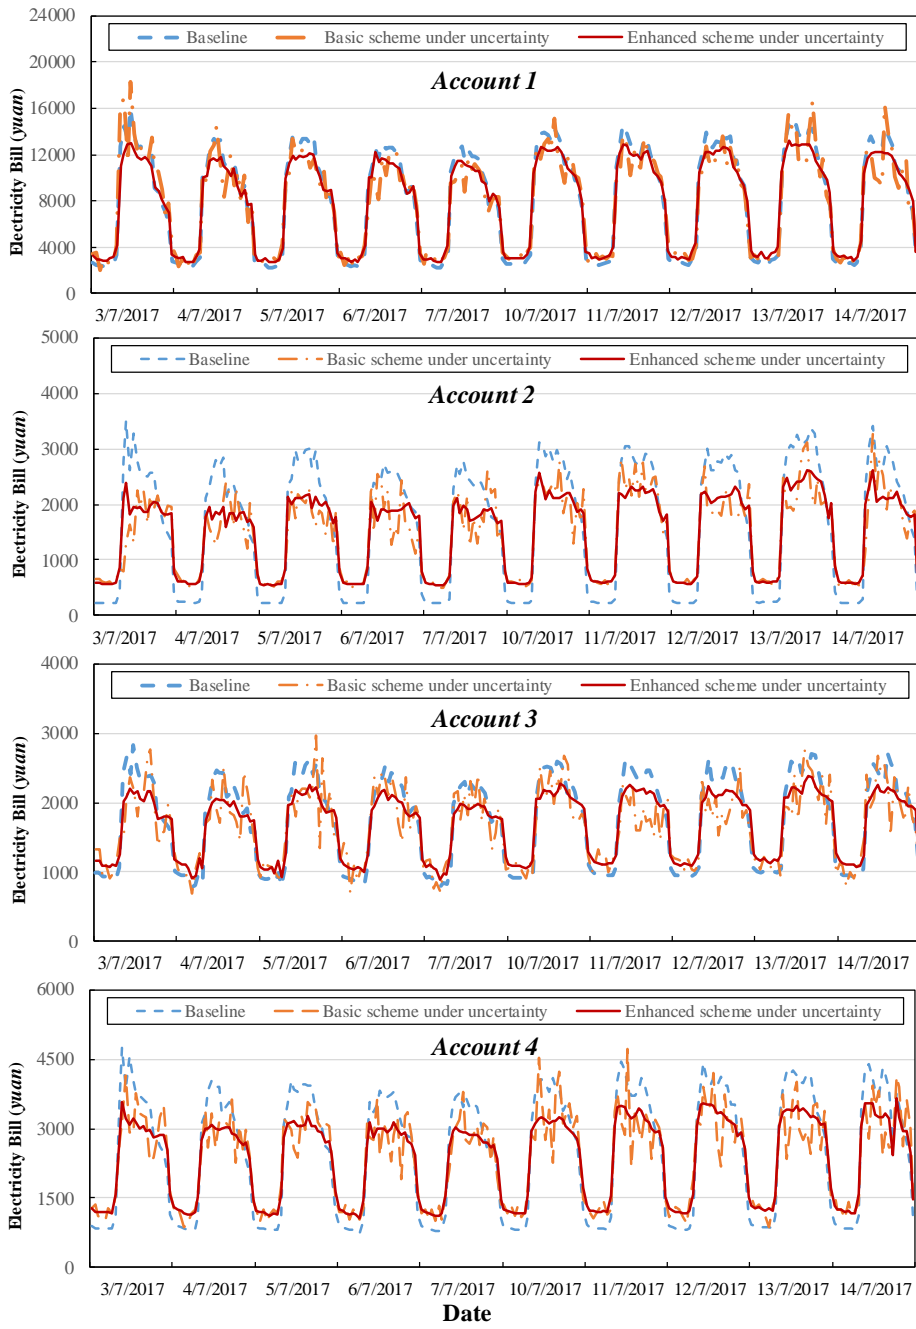 24000
Baseline Basic scheme under uncertainty Enhanced scheme under uncertainty
20000
Account 1
16000
12000
8000
4000
0
Electricity Bill (yuan)
3/7/2017 4/7/2017 5/7/2017 6/7/2017 7/7/2017 10/7/2017 11/7/2017 12/7/2017 13/7/2017 14/7/2017
5000
Baseline Basic scheme under uncertainty Enhanced scheme under uncertainty
Account 2
4000
3000
2000
1000
0
Electricity Bill (yuan)
3/7/2017 4/7/2017 5/7/2017 6/7/2017 7/7/2017 10/7/2017 11/7/2017 12/7/2017 13/7/2017 14/7/2017
4000
Baseline Basic scheme under uncertainty Enhanced scheme under uncertainty
Account 3
3000
2000
1000
0
Electricity Bill (yuan)
3/7/2017 4/7/2017 5/7/2017 6/7/2017 7/7/2017 10/7/2017 11/7/2017 12/7/2017 13/7/2017 14/7/2017
6000
Baseline Basic scheme under uncertainty Enhanced scheme under uncertainty
Account 4
4500
3000
1500
0
Electricity Bill (yuan)
3/7/2017 4/7/2017 5/7/2017 6/7/2017 7/7/2017 10/7/2017 11/7/2017 12/7/2017 13/7/2017 14/7/2017
Date